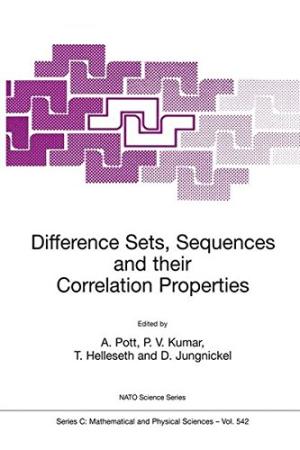 Difference Sets, Sequences
and their
Correlation Properties
Edited by
A. Pott, P. V. Kumar,
T. Helleseth and D. Jungnickel
NATO Science Series
Series C: Mathematical and Physical Sciences – Vol. 542